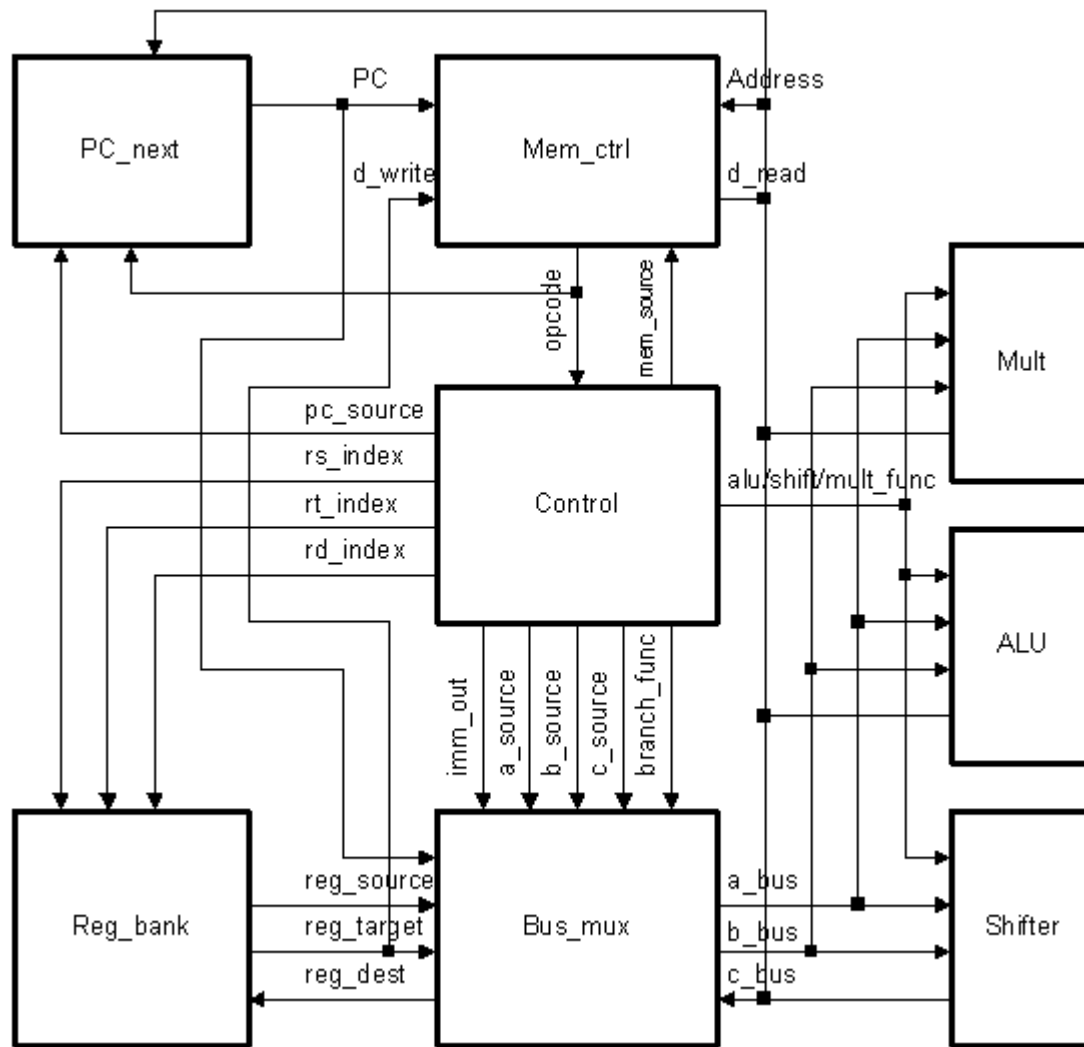 PC
Address
PC_next
Mem_ctrl
d_write
d_read
opcode
mem_source
Mult
pc_source
rs_index
alu/shift/mult_func
rt_index
Control
rd_index
ALU
imm_out
a_source
b_source
c_source
branch_func
reg_source
a_bus
Reg_bank
reg_target
Bus_mux
b_bus
Shifter
reg_dest
c_bus